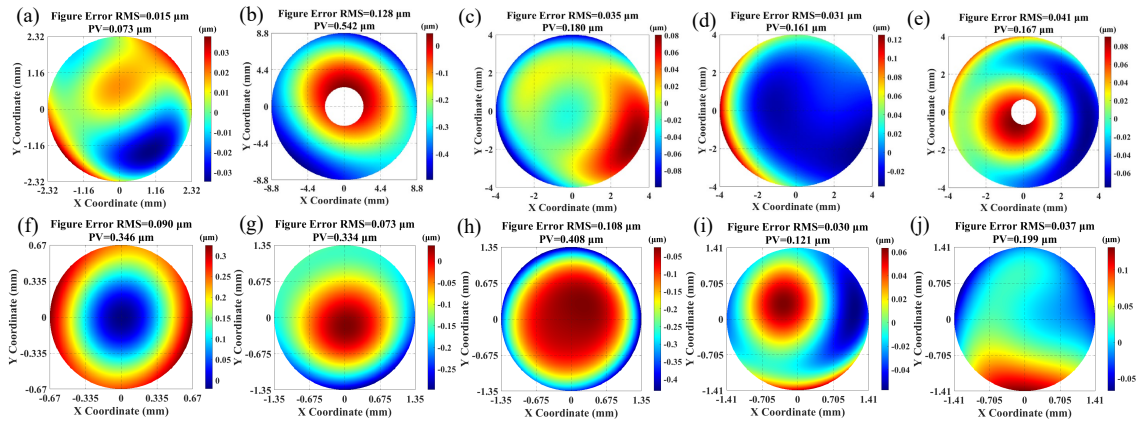 (a)
Figure Error RMS=0.015 µm
PV=0.073 µm
(µm)
2.32
1.16
0
-1.16
-2.32
-2.32
-1.16
0
1.16
2.32
0.03
0.02
0.01
0
-0.01
-0.02
-0.03
Y Coordinate (mm)
X Coordinate (mm)
(b)
Figure Error RMS=0.128 µm
PV=0.542 µm
(µm)
8.8
4.4
0
-4.4
-8.8
-8.8
-4.4
0
4.4
8.8
0
-0.1
-0.2
-0.3
-0.4
Y Coordinate (mm)
X Coordinate (mm)
(c)
Figure Error RMS=0.035 µm
PV=0.180 µm
(µm)
4
2
0
-2
-4
-4
-2
0
2
4
0.08
0.06
0.04
0.02
0
-0.02
-0.04
-0.06
-0.08
Y Coordinate (mm)
X Coordinate (mm)
(d)
Figure Error RMS=0.031 µm
PV=0.161 µm
(µm)
4
2
0
-2
-4
-4
-2
0
2
4
0.12
0.1
0.08
0.06
0.04
0.02
0
-0.02
Y Coordinate (mm)
X Coordinate (mm)
(e)
Figure Error RMS=0.041 µm
PV=0.167 µm
(µm)
4
2
0
-2
-4
-4
-2
0
2
4
0.08
0.06
0.04
0.02
0
-0.02
-0.04
-0.06
Y Coordinate (mm)
X Coordinate (mm)
(f)
Figure Error RMS=0.090 µm
PV=0.346 µm
(µm)
0.67
0.335
0
-0.335
-0.67
-0.67
-0.335
0
0.335
0.67
0.3
0.25
0.2
0.15
0.1
0.05
0
Y Coordinate (mm)
X Coordinate (mm)
(g)
Figure Error RMS=0.073 µm
PV=0.334 µm
(µm)
1.35
0.675
0
-0.675
-1.35
-1.35
-0.675
0
0.675
1.35
0
-0.05
-0.1
-0.15
-0.2
-0.25
Y Coordinate (mm)
X Coordinate (mm)
(h)
Figure Error RMS=0.108 µm
PV=0.408 µm
(µm)
1.35
0.675
0
-0.675
-1.35
-1.35
-0.675
0
0.675
1.35
-0.05
-0.1
-0.15
-0.2
-0.25
-0.3
-0.35
-0.4
Y Coordinate (mm)
X Coordinate (mm)
(i)
Figure Error RMS=0.030 µm
PV=0.121 µm
(µm)
1.41
0.705
0
-0.705
-1.41
-1.41
-0.705
0
0.705
1.41
0.06
0.04
0.02
0
-0.02
-0.04
Y Coordinate (mm)
X Coordinate (mm)
(j)
Figure Error RMS=0.037 µm
PV=0.199 µm
(µm)
1.41
0.705
0
-0.705
-1.41
-1.41
-0.705
0
0.705
1.41
0.1
0.05
0
-0.05
Y Coordinate (mm)
X Coordinate (mm)